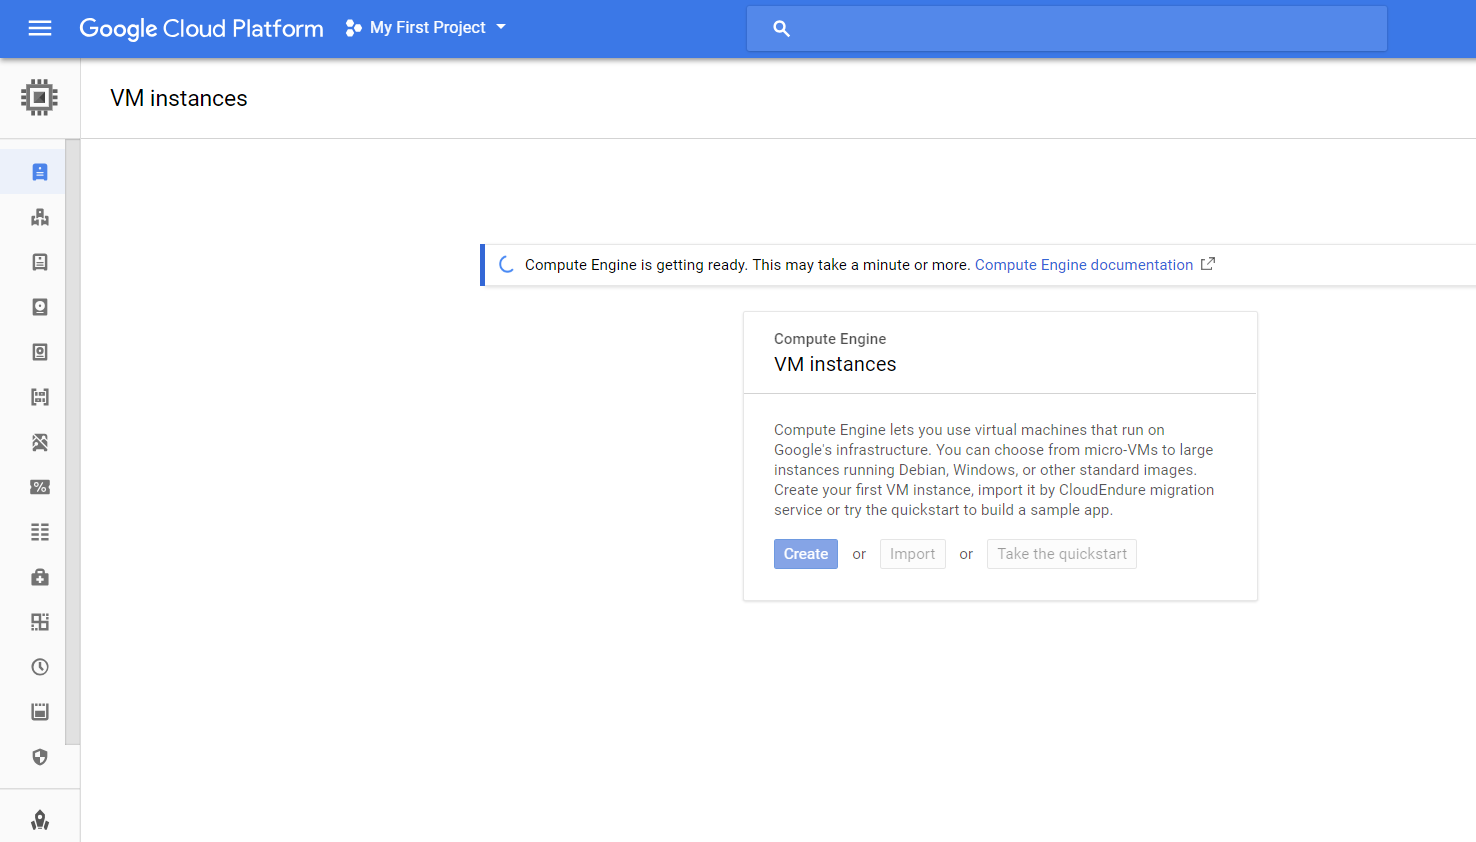 Google Cloud Platform My First Project
VM instances
Compute Engine is getting ready. This may take a minute or more. Compute Engine documentation
Compute Engine
VM instances
Compute Engine lets you use virtual machines that run on
Google's infrastructure. You can choose from micro-VMs to large
instances running Debian, Windows, or other standard images.
Create your first VM instance, import it by CloudEndure migration
service or try the quickstart to build a sample app.
Create or Import or Take the quickstart